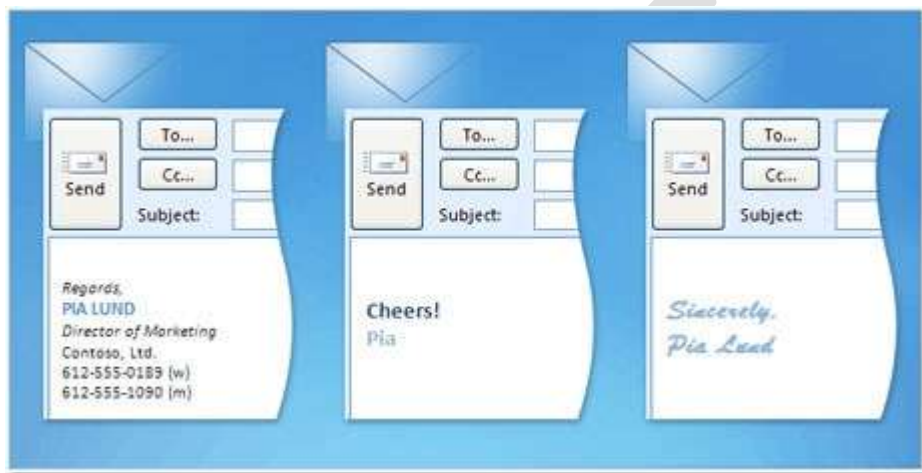 To...
Send
Cc...
Subject:
Regards,
PIA LUND
Director of Marketing
Contoso, Ltd.
612-555-0189 (w)
612-555-1090 (m)
To...
Send
Cc...
Subject:
Cheers!
Pia
To...
Send
Cc...
Subject:
Sincerely,
Pia Lund